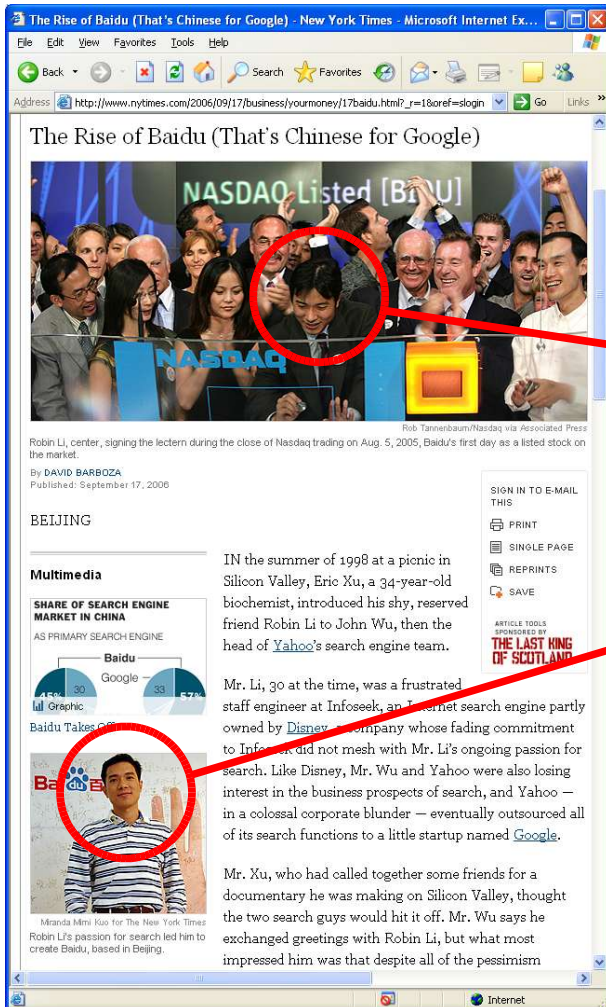 The Rise of Baidu (That's Chinese for Google) - New York Times - Microsoft Internet Ex...
File Edit View Favorites Tools Help
Back Search Favorites
Address http://www.nytimes.com/2006/09/17/business/yourmoney/17baidu.html?_r=1&oref=slogin Go Links »
The Rise of Baidu (That's Chinese for Google)
NASDAQ Listed [BIDU]
NASDAQ
Rob Tannenbaum/Nasdaq via Associated Press
Robin Li, center, signing the lectern during the close of Nasdaq trading on Aug. 5, 2005, Baidu's first day as a listed stock on
the market.
By DAVID BARBOZA
Published: September 17, 2006
SIGN IN TO E-MAIL
THIS
PRINT
SINGLE PAGE
REPRINTS
SAVE
ARTICLE TOOLS
SPONSORED BY
THE LAST KING
OF SCOTLAND
BEIJING
Multimedia
SHARE OF SEARCH ENGINE
MARKET IN CHINA
AS PRIMARY SEARCH ENGINE
Baidu
Google
45% 30 33 57%
Graphic
Baidu Takes
Bai du 百
Miranda Mimi Kuo for The New York Times
Robin Li's passion for search led him to
create Baidu, based in Beijing.
IN the summer of 1998 at a picnic in
Silicon Valley, Eric Xu, a 34-year-old
biochemist, introduced his shy, reserved
friend Robin Li to John Wu, then the
head of Yahoo's search engine team.
Mr. Li, 30 at the time, was a frustrated
staff engineer at Infoseek, an Internet search engine partly
owned by Disney, a company whose fading commitment
to Infoseek did not mesh with Mr. Li's ongoing passion for
search. Like Disney, Mr. Wu and Yahoo were also losing
interest in the business prospects of search, and Yahoo —
in a colossal corporate blunder — eventually outsourced all
of its search functions to a little startup named Google.
Mr. Xu, who had called together some friends for a
documentary he was making on Silicon Valley, thought
the two search guys would hit it off. Mr. Wu says he
exchanged greetings with Robin Li, but what most
impressed him was that despite all of the pessimism
Internet